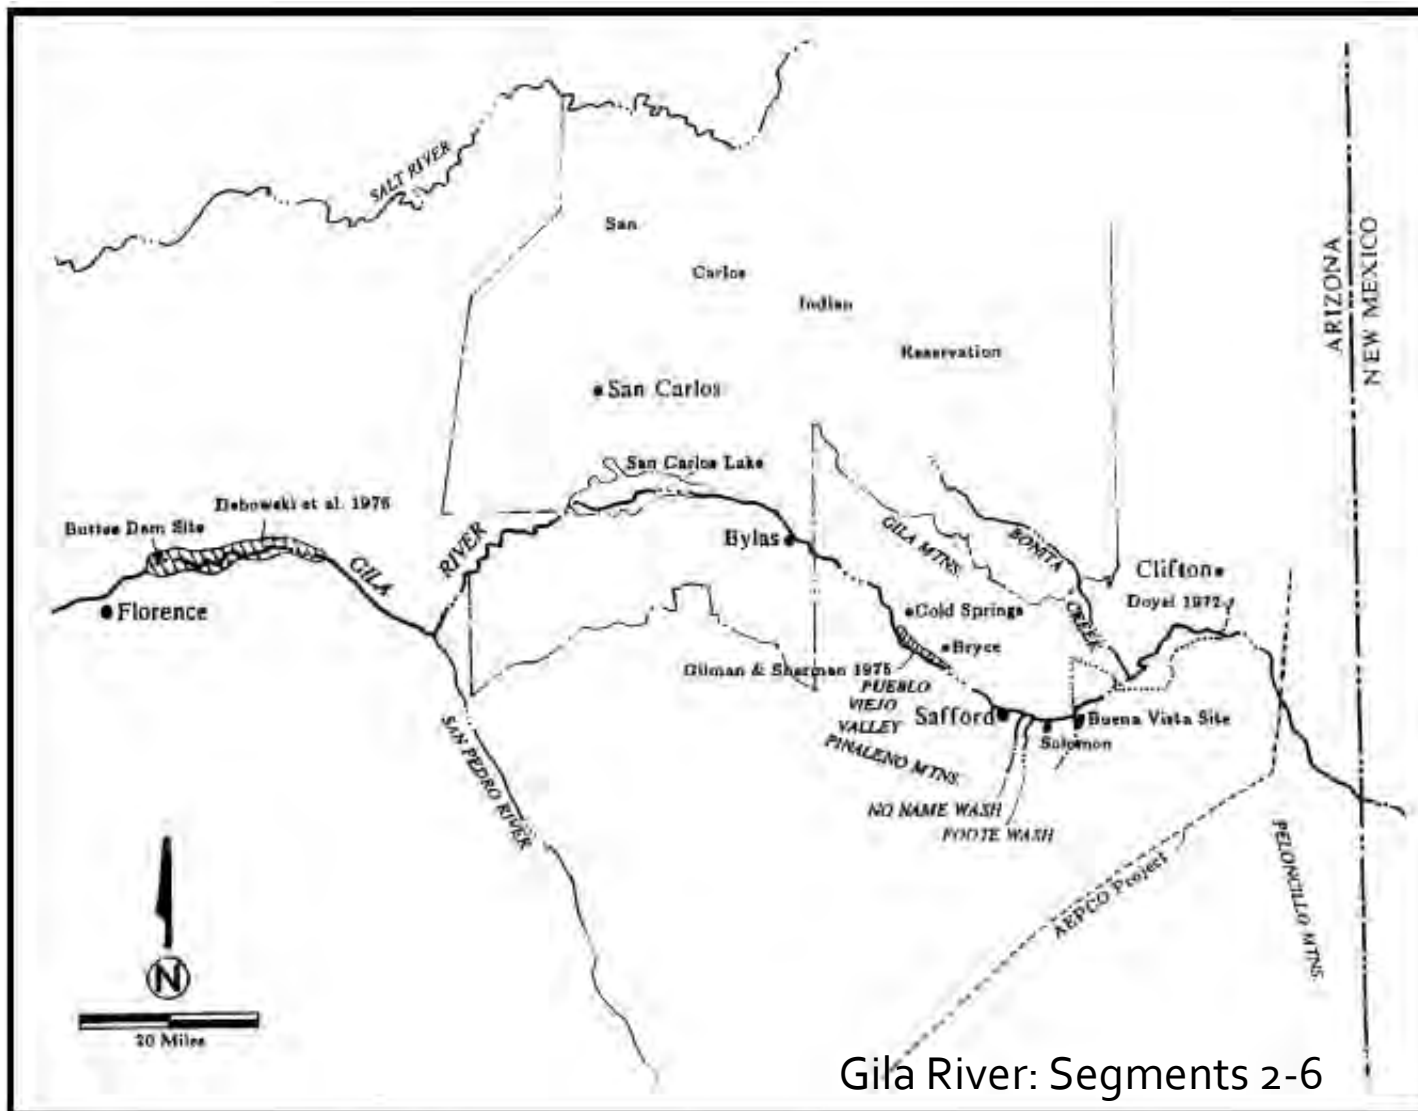 SALT RIVER
San
Carlos
Indian
Reservation
ARIZONA
NEW MEXICO
San Carlos
San Carlos Lake
Debowski et al. 1976
Buttes Dam Site
GILA
RIVER
Florence
Bylas
GILA MTNS.
BONITA
CREEK
Clifton
Doyel 1972
Cold Springs
Bryce
Gilman & Sherman 1975
PUEBLO
VIEJO
VALLEY
Safford
Buena Vista Site
Solomon
PINALENO MTNS.
SAN PEDRO RIVER
NO NAME WASH
FOOTE WASH
AEPCO Project
PELONCILLO MTNS.
N
20 Miles
Gila River: Segments 2-6